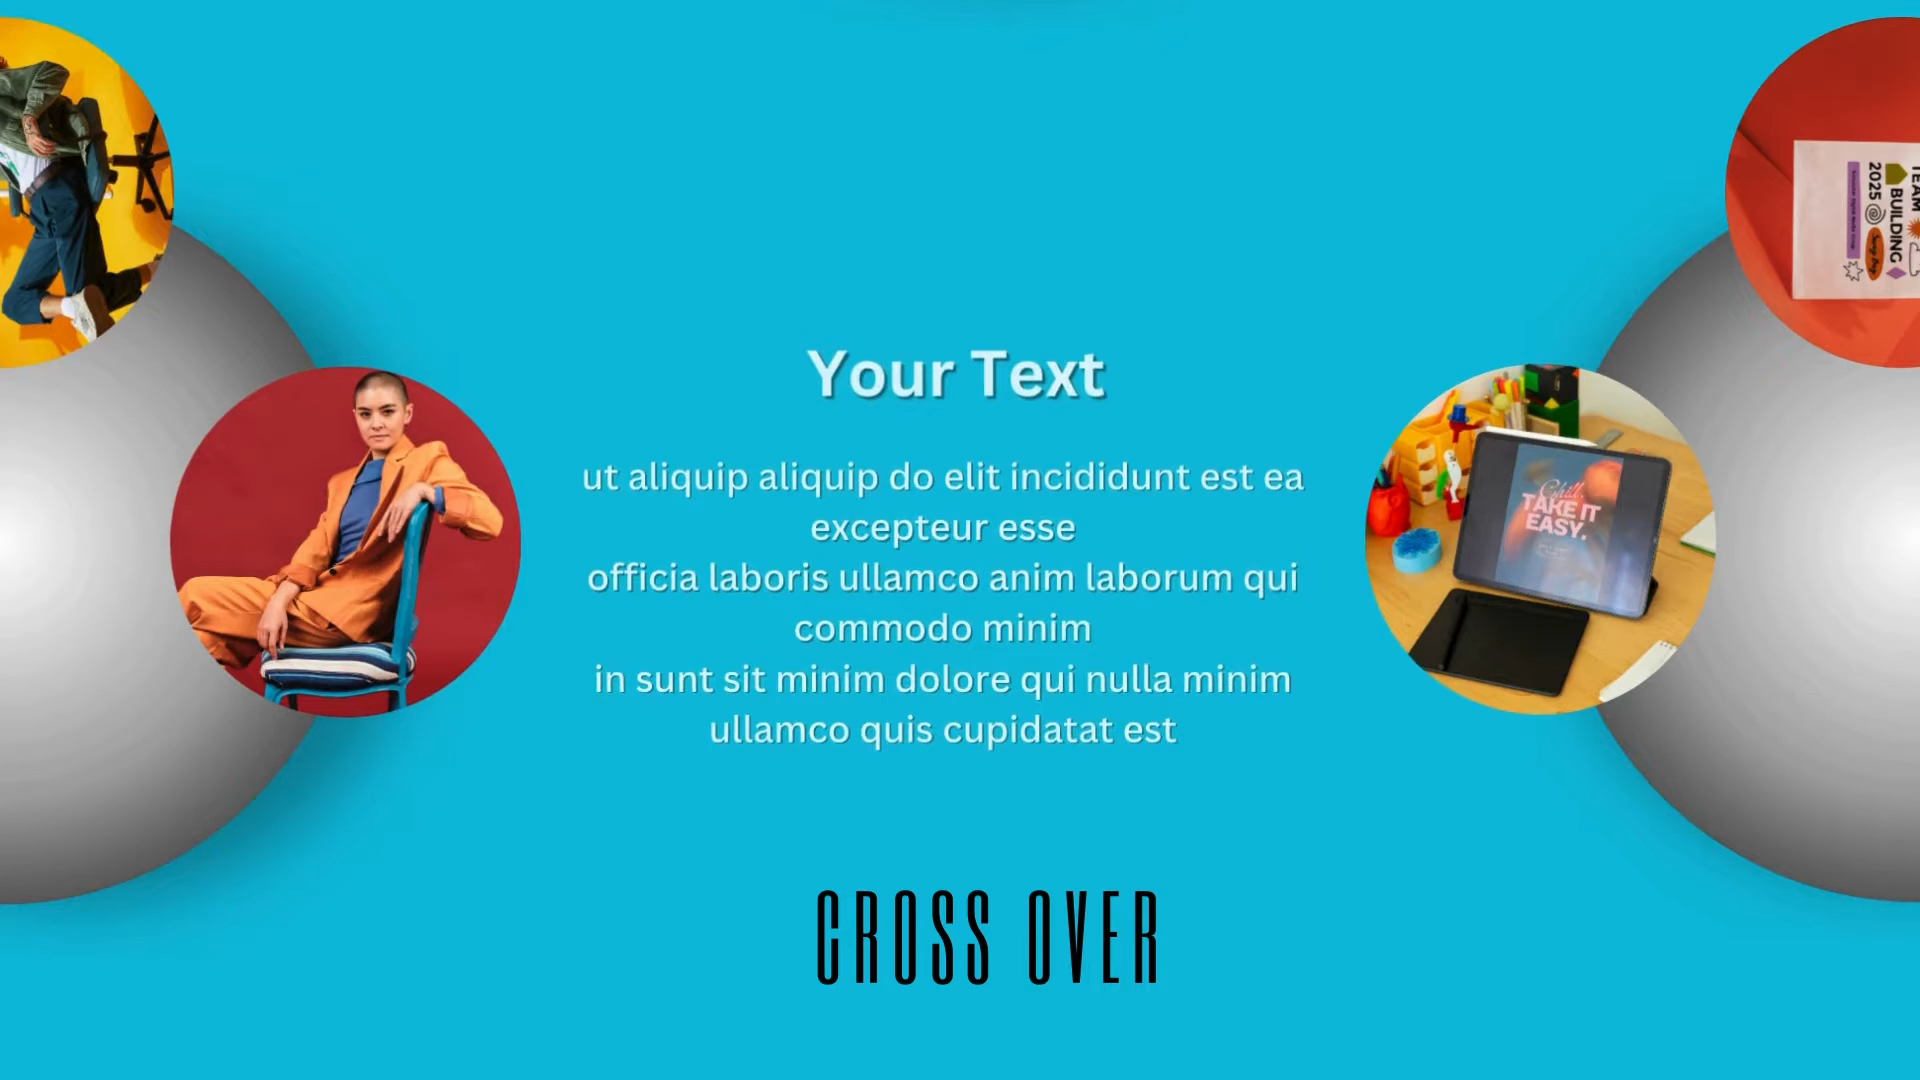 Your Text
ut aliquip aliquip do elit incididunt est ea
excepteur esse
officia laboris ullamco anim laborum qui
commodo minim
in sunt sit minim dolore qui nulla minim
ullamco quis cupidatat est
CROSS OVER
Chill.
TAKE IT
EASY.
TEAM
BUILDING
2025